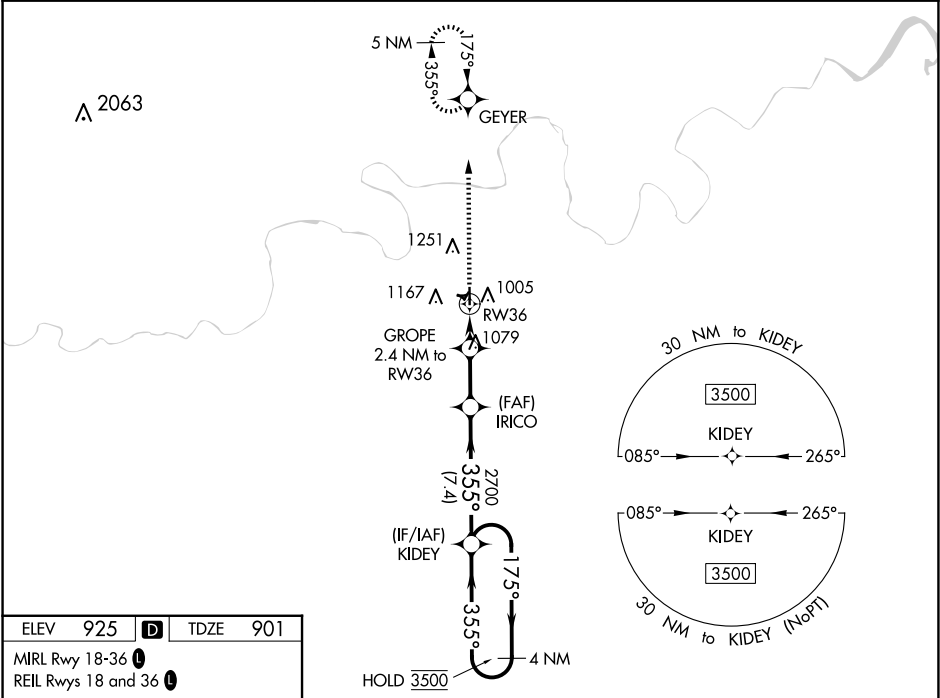 5 NM
175°
355°
GEYER
2063
1251
1167
1005
RW36
1079
GROPE
2.4 NM to
RW36
(FAF)
IRICO
2700
355°
(7.4)
(IF/IAF)
KIDEY
175°
355°
4 NM
HOLD 3500
30 NM to KIDEY
3500
KIDEY
085°
265°
085°
265°
KIDEY
3500
30 NM to KIDEY (NoPT)
ELEV 925 D TDZE 901
MIRL Rwy 18-36 L
REIL Rwys 18 and 36 L